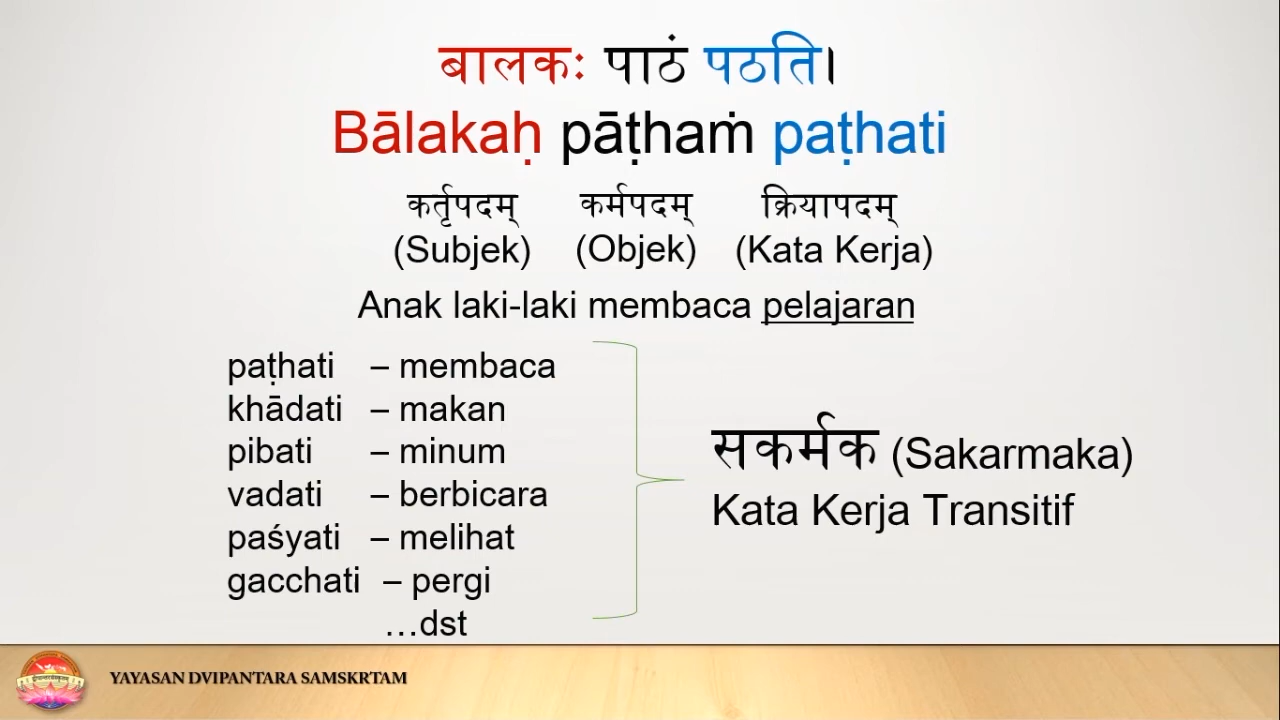 बालकः पाठं पठति।
Bālakaḥ pāṭhaṁ paṭhati
कर्तृपदम् कर्मपदम् क्रियापदम्
(Subjek) (Objek) (Kata Kerja)
Anak laki-laki membaca pelajaran
paṭhati – membaca
khādati – makan
pibati – minum
vadati – berbicara
paśyati – melihat
gacchati – pergi
…dst
सकर्मक (Sakarmaka)
Kata Kerja Transitif
YAYASAN DVIPANTARA SAMSKRTAM